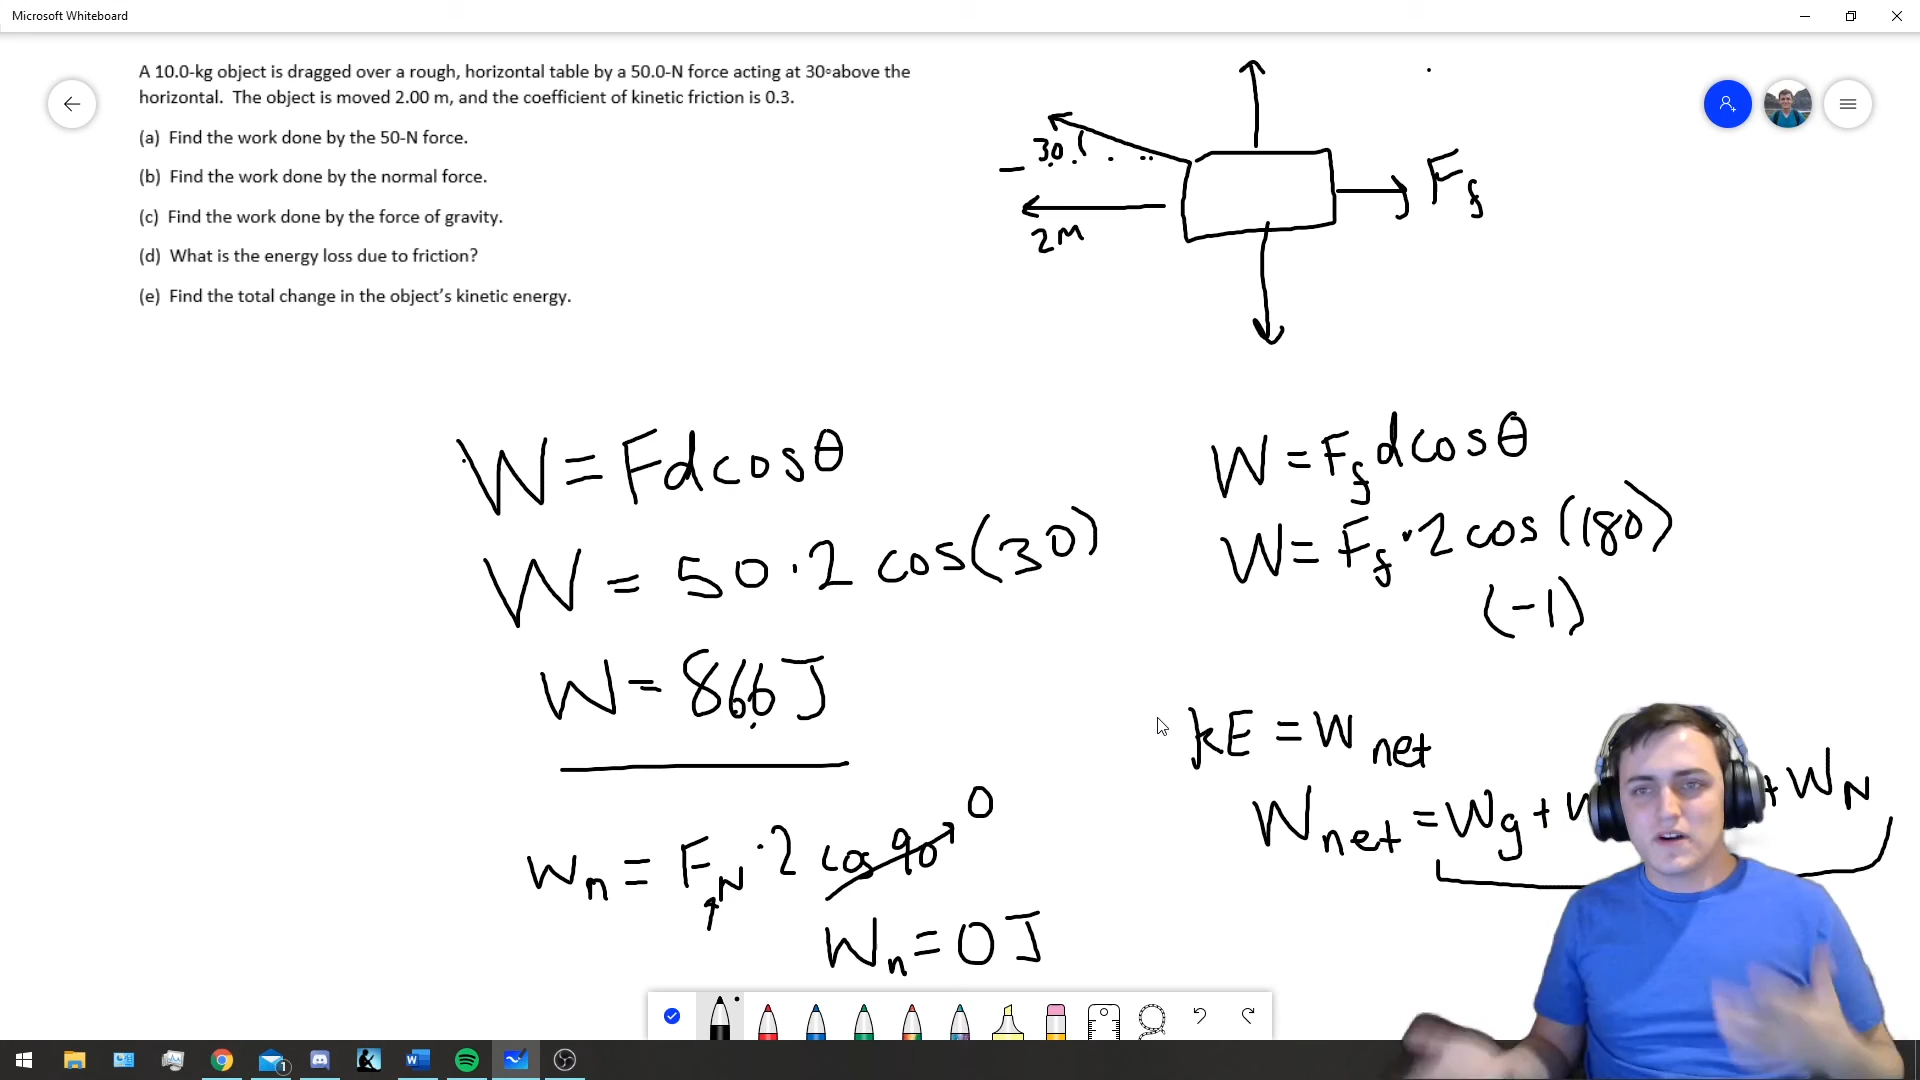 Microsoft Whiteboard
A 10.0-kg object is dragged over a rough, horizontal table by a 50.0-N force acting at 30∘above the
horizontal. The object is moved 2.00 m, and the coefficient of kinetic friction is 0.3.
(a) Find the work done by the 50-N force.
(b) Find the work done by the normal force.
(c) Find the work done by the force of gravity.
(d) What is the energy loss due to friction?
(e) Find the total change in the object's kinetic energy.
30
2M
Ff
W = Fdcosθ
W = 50·2 cos(30)
W = 86.6J
Wn = FN·2 cos 90 0
Wn = 0J
W = Ff dcosθ
W = Ff·2 cos(180)
(-1)
KE = W net
Wnet = Wg + W + WN
1